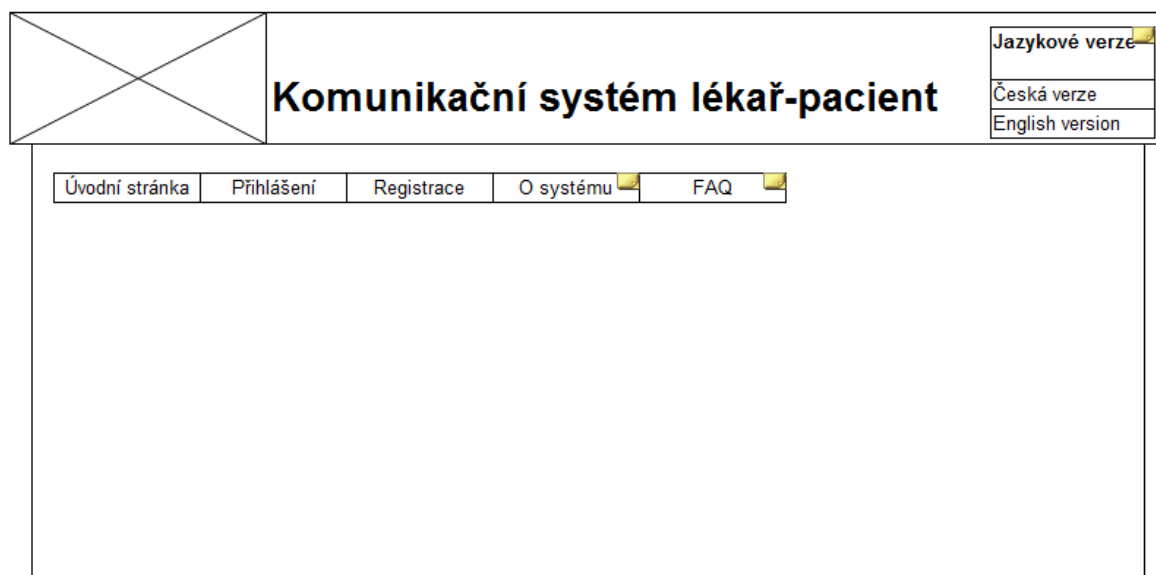 Jazykové verze
Komunikační systém lékař-pacient
Česká verze
English version
Úvodní stránka Přihlášení Registrace O systému FAQ